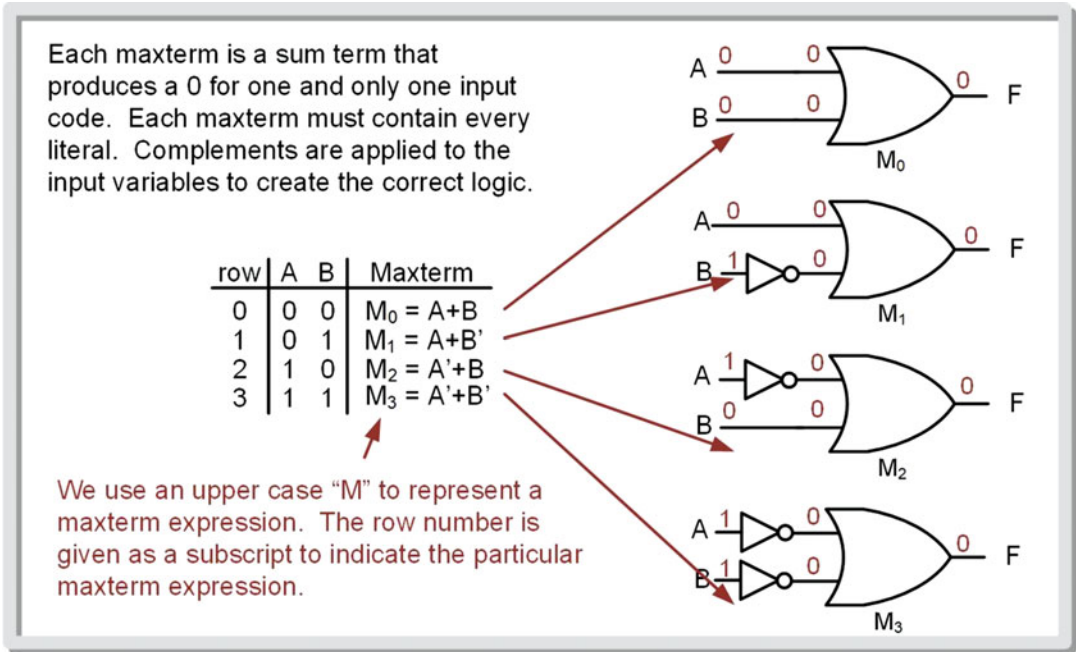 Each maxterm is a sum term that
produces a 0 for one and only one input
code.  Each maxterm must contain every
literal.  Complements are applied to the
input variables to create the correct logic.
row A B Maxterm
0 0 0 M₀ = A+B
1 0 1 M₁ = A+B’
2 1 0 M₂ = A’+B
3 1 1 M₃ = A’+B’
We use an upper case “M” to represent a
maxterm expression.  The row number is
given as a subscript to indicate the particular
maxterm expression.
A 0 0
0 F
B 0 0
M₀
A 0 0
0 F
B 1 0
M₁
A 1 0
0 F
B 0 0
M₂
A 1 0
0 F
B 1 0
M₃